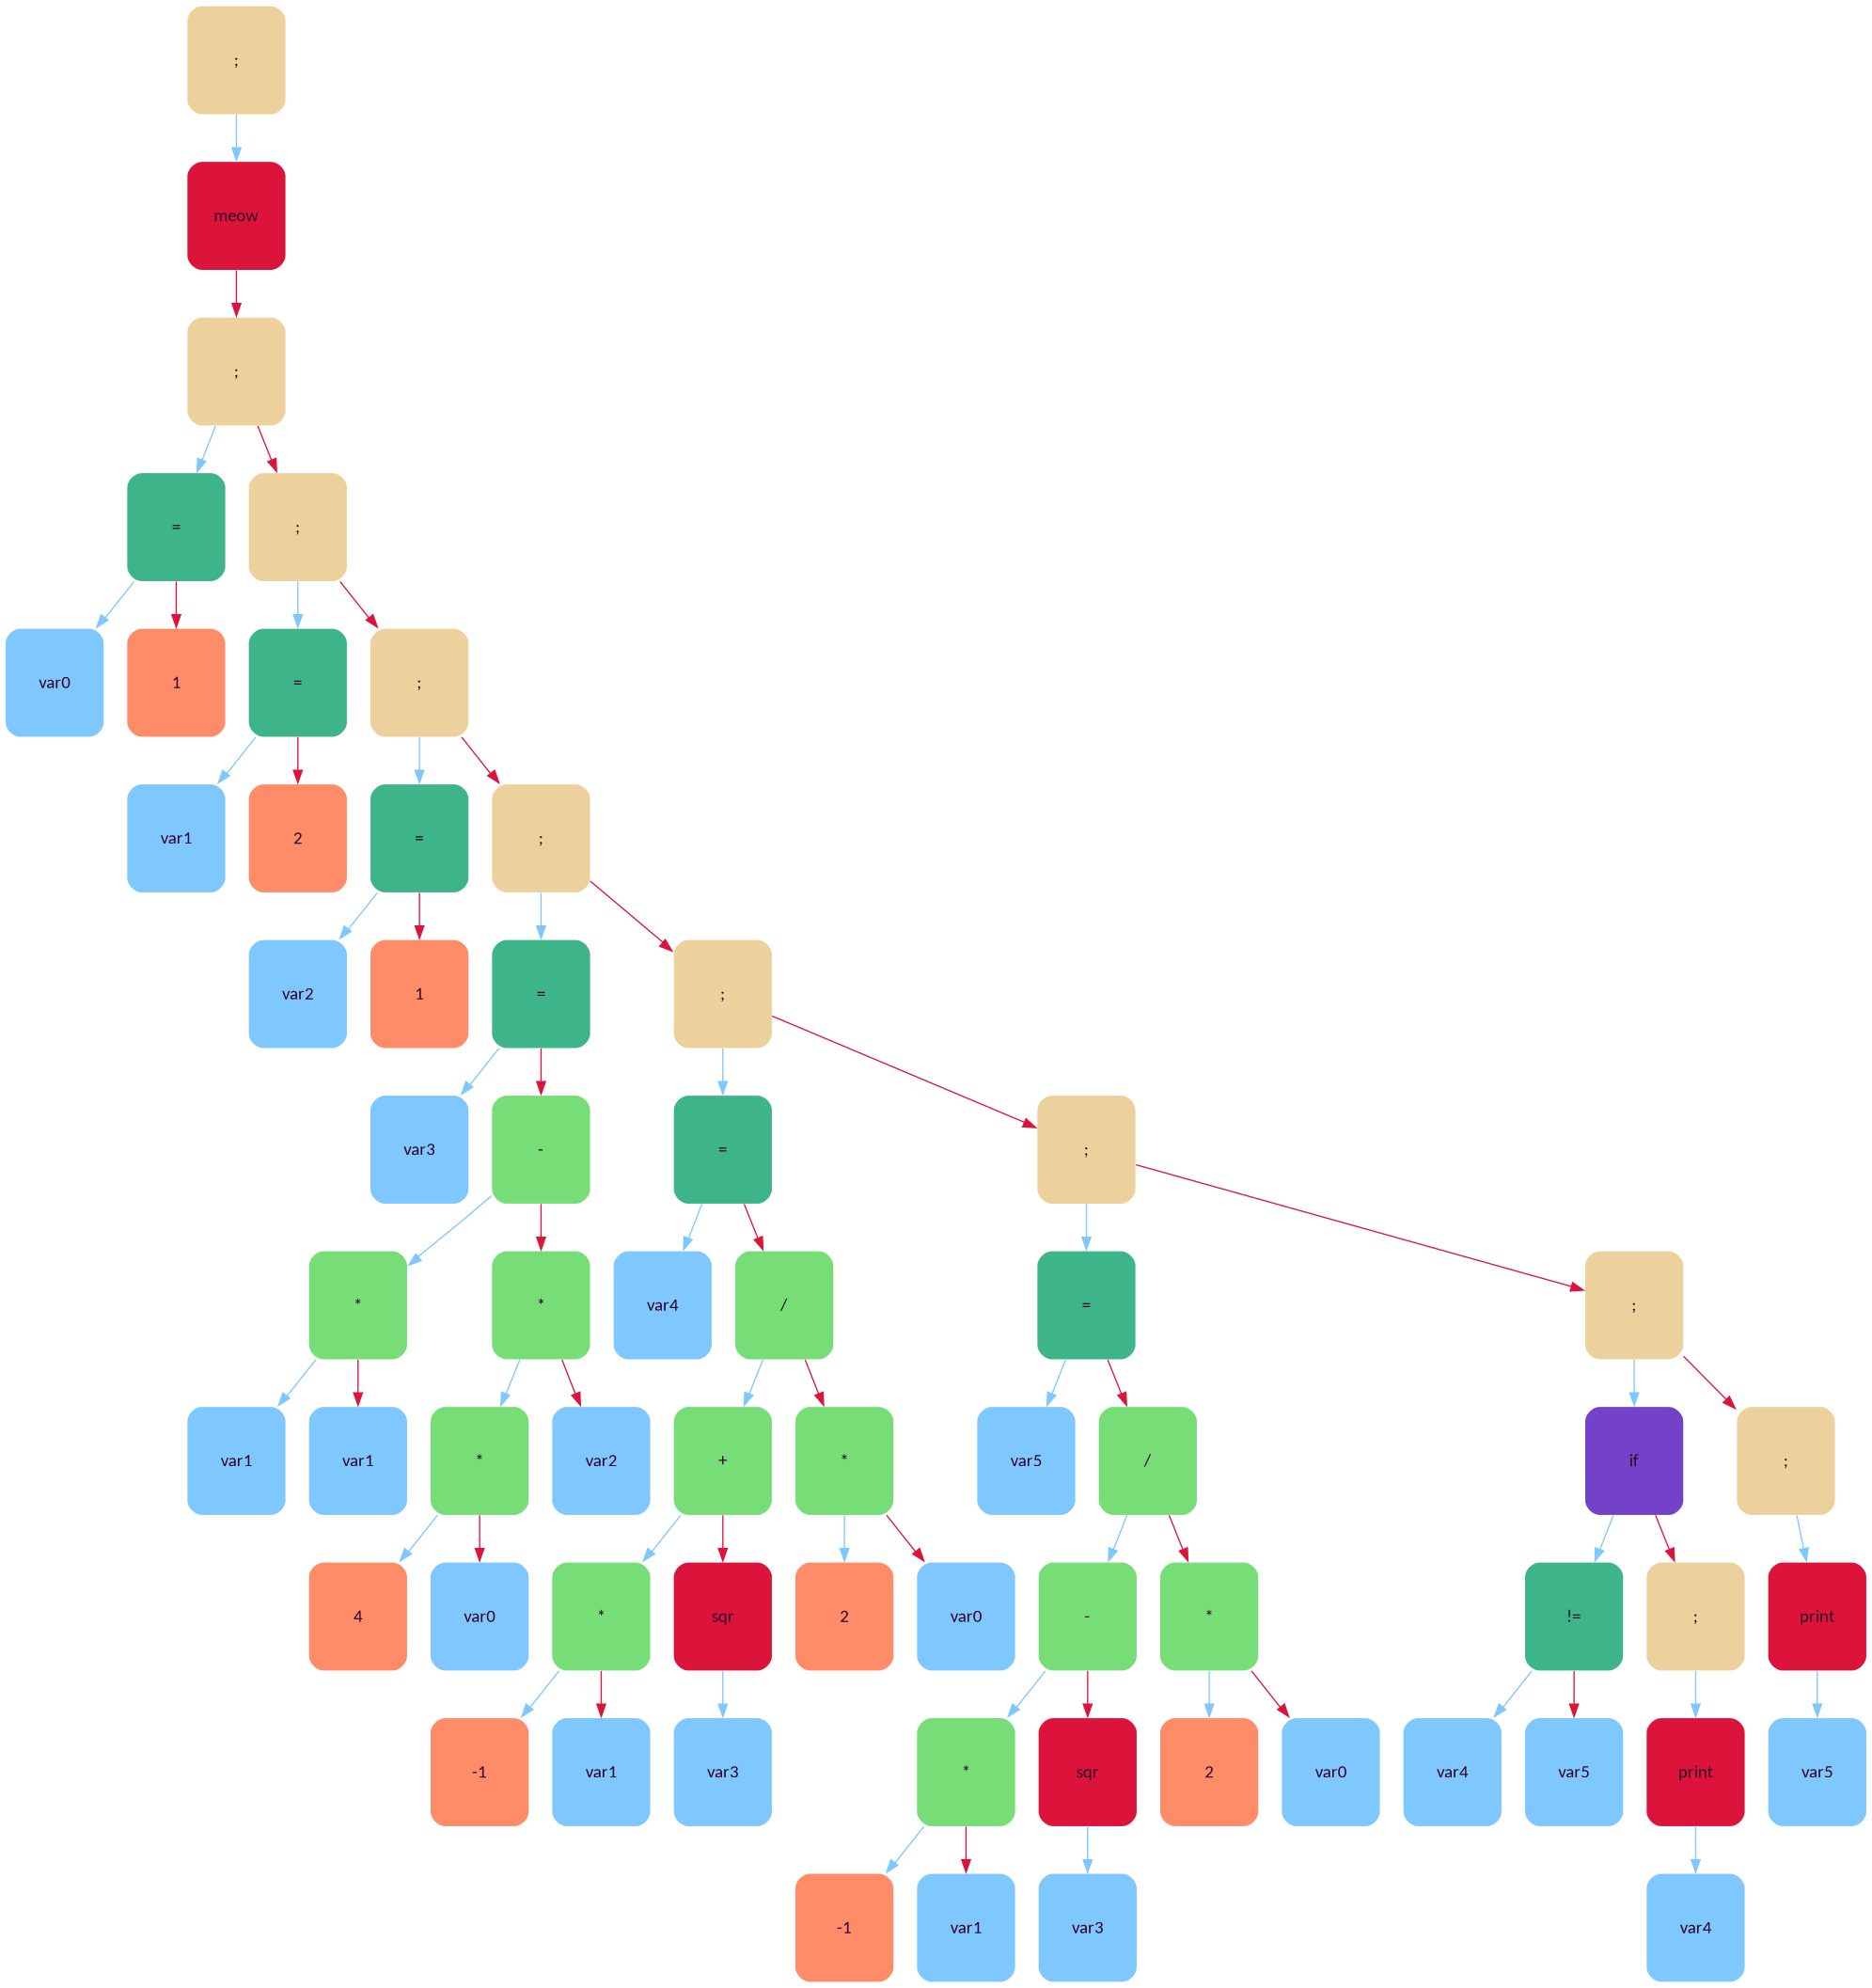 ;
meow
;
= ;
var0 1 = ;
var1 2 = ;
var2 1 = ;
var3 - = ;
* * var4 / = ;
var1 var1 * var2 + * var5 / if ;
4 var0 * sqr 2 var0 - * != ; print
-1 var1 var3 * sqr 2 var0 var4 var5 print var5
-1 var1 var3 var4